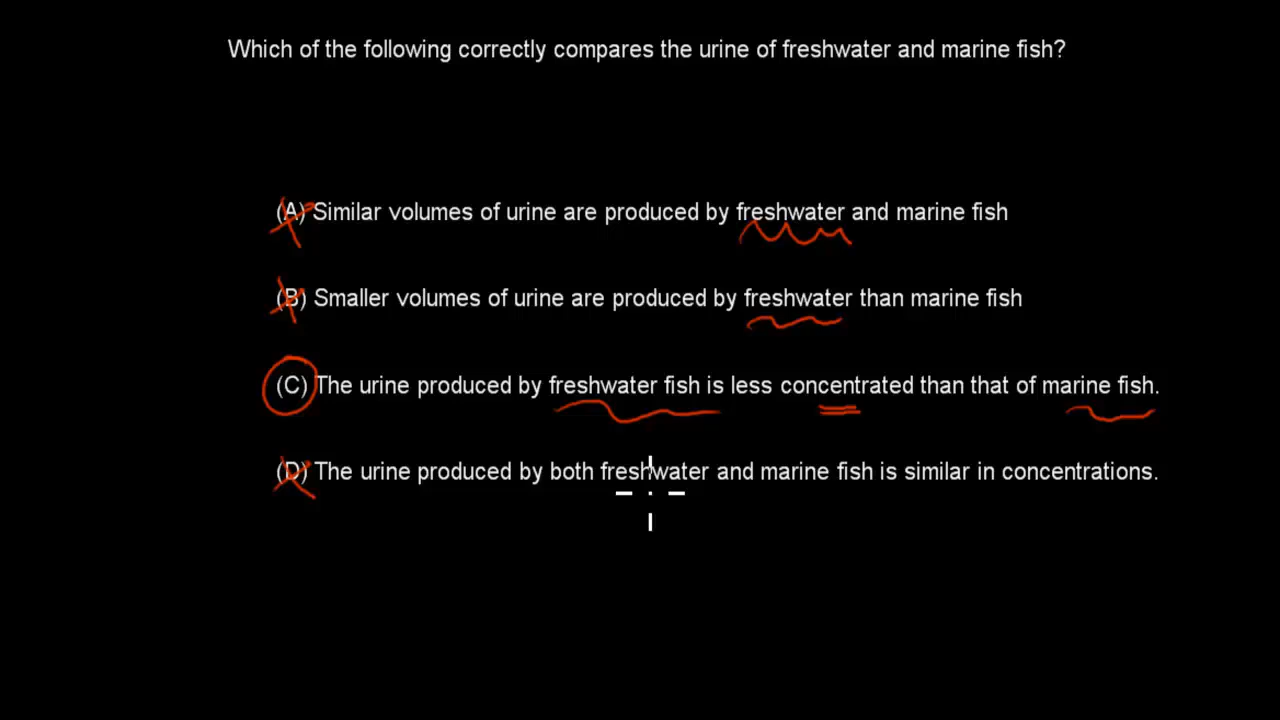 Which of the following correctly compares the urine of freshwater and marine fish?
(A) Similar volumes of urine are produced by freshwater and marine fish
(B) Smaller volumes of urine are produced by freshwater than marine fish
(C) The urine produced by freshwater fish is less concentrated than that of marine fish.
(D) The urine produced by both freshwater and marine fish is similar in concentrations.